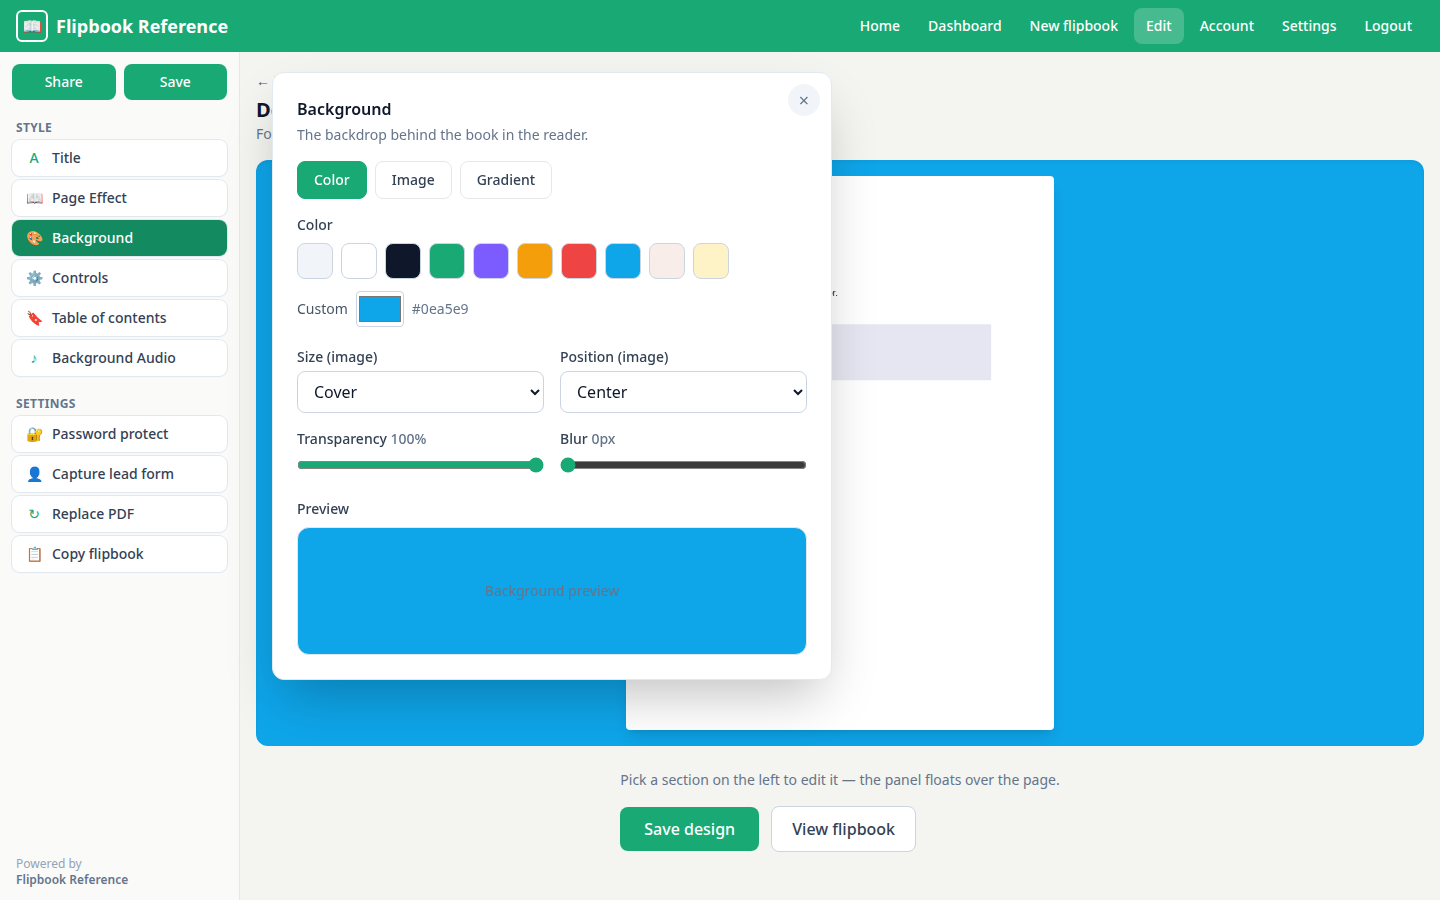 Flipbook Reference
Home Dashboard New flipbook Edit Account Settings Logout
Share Save
STYLE
A Title
Page Effect
Background
Controls
Table of contents
Background Audio
SETTINGS
Password protect
Capture lead form
Replace PDF
Copy flipbook
Powered by
Flipbook Reference
←
Background
×
The backdrop behind the book in the reader.
Color Image Gradient
Color
Custom #0ea5e9
Size (image) Position (image)
Cover Center
Transparency 100% Blur 0px
Preview
Background preview
Pick a section on the left to edit it — the panel floats over the page.
Save design View flipbook